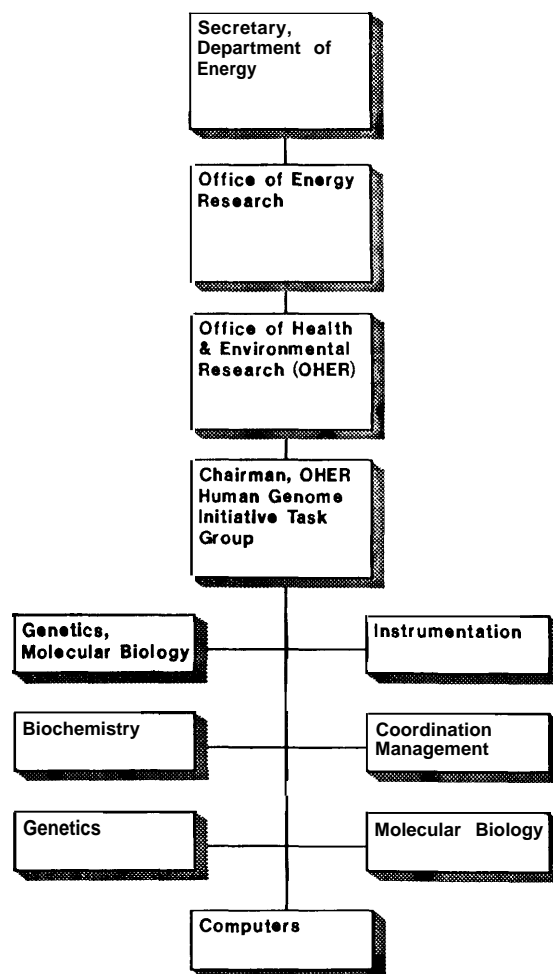 Secretary,
Department of
Energy
Office of Energy
Research
Office of Health
& Environmental
Research (OHER)
Chairman, OHER
Human Genome
Initiative Task
Group
Genetics,
Molecular Biology
Instrumentation
Biochemistry
Coordination
Management
Genetics
Molecular Biology
Computers